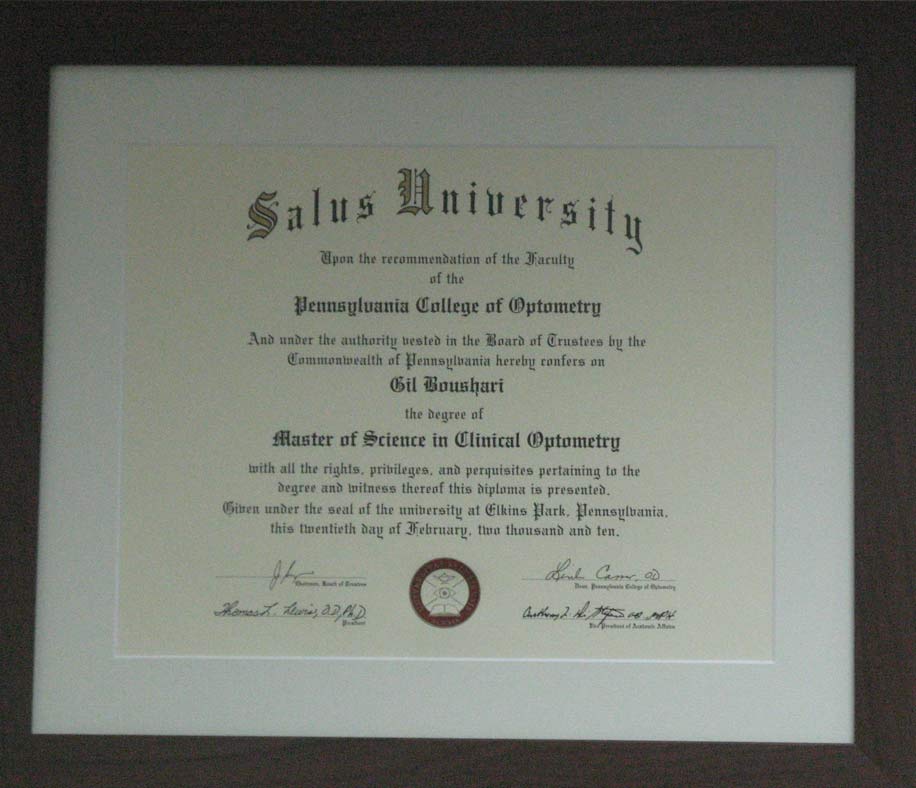 Salus University
Upon the recommendation of the Faculty
of the
Pennsylvania College of Optometry
And under the authority vested in the Board of Trustees by the
Commonwealth of Pennsylvania hereby confers on
Gil Boushari
the degree of
Master of Science in Clinical Optometry
with all the rights, privileges, and perquisites pertaining to the
degree and witness thereof this diploma is presented.
Given under the seal of the university at Elkins Park, Pennsylvania,
this twentieth day of February, two thousand and ten.
Chairman, Board of Trustees
OD
Dean, Pennsylvania College of Optometry
Thomas L. Lewis, O.D., Ph.D
President
Anthony
Vice President of Academic Affairs